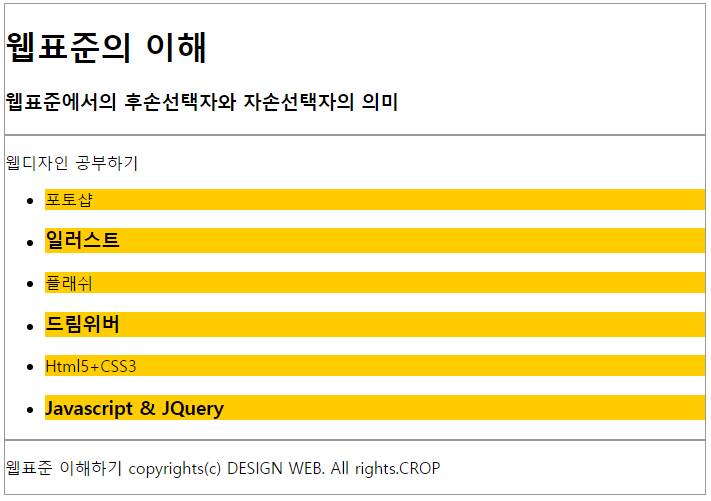 웹표준의 이해
웹표준에서의 후손선택자와 자손선택자의 의미
웹디자인 공부하기
포토샵
일러스트
플래쉬
드림위버
Html5+CSS3
Javascript & JQuery
웹표준 이해하기 copyrights(c) DESIGN WEB. All rights.CROP